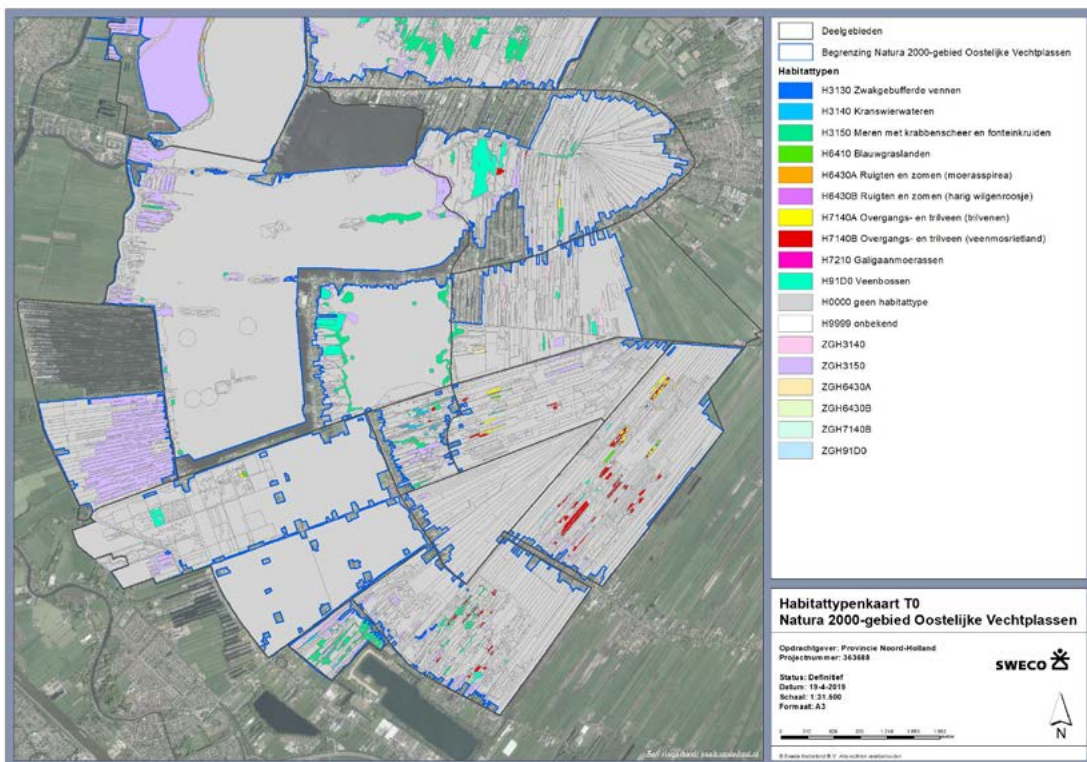 Deelgebieden
Begrenzing Natura 2000-gebied Oostelijke Vechtplassen
Habitattypen
H3130 Zwakgebufferde vennen
H3140 Kranswierwateren
H3150 Meren met krabbenscheer en fonteinkruiden
H6410 Blauwgraslanden
H6430A Ruigten en zomen (moerasspirea)
H6430B Ruigten en zomen (harig wilgenroosje)
H7140A Overgangs- en trilveen (trilvenen)
H7140B Overgangs- en trilveen (veenmosrietland)
H7210 Galigaanmoerassen
H91D0 Veenbossen
H0000 geen habitattype
H9999 onbekend
ZGH3140
ZGH3150
ZGH6430A
ZGH6430B
ZGH7140B
ZGH91D0
Habitattypenkaart T0
Natura 2000-gebied Oostelijke Vechtplassen
Opdrachtgever: Provincie Noord-Holland
Projectnummer: 363688
SWECO
Status: Definitief
Datum: 19-4-2019
Schaal: 1:31.500
Formaat: A3
N